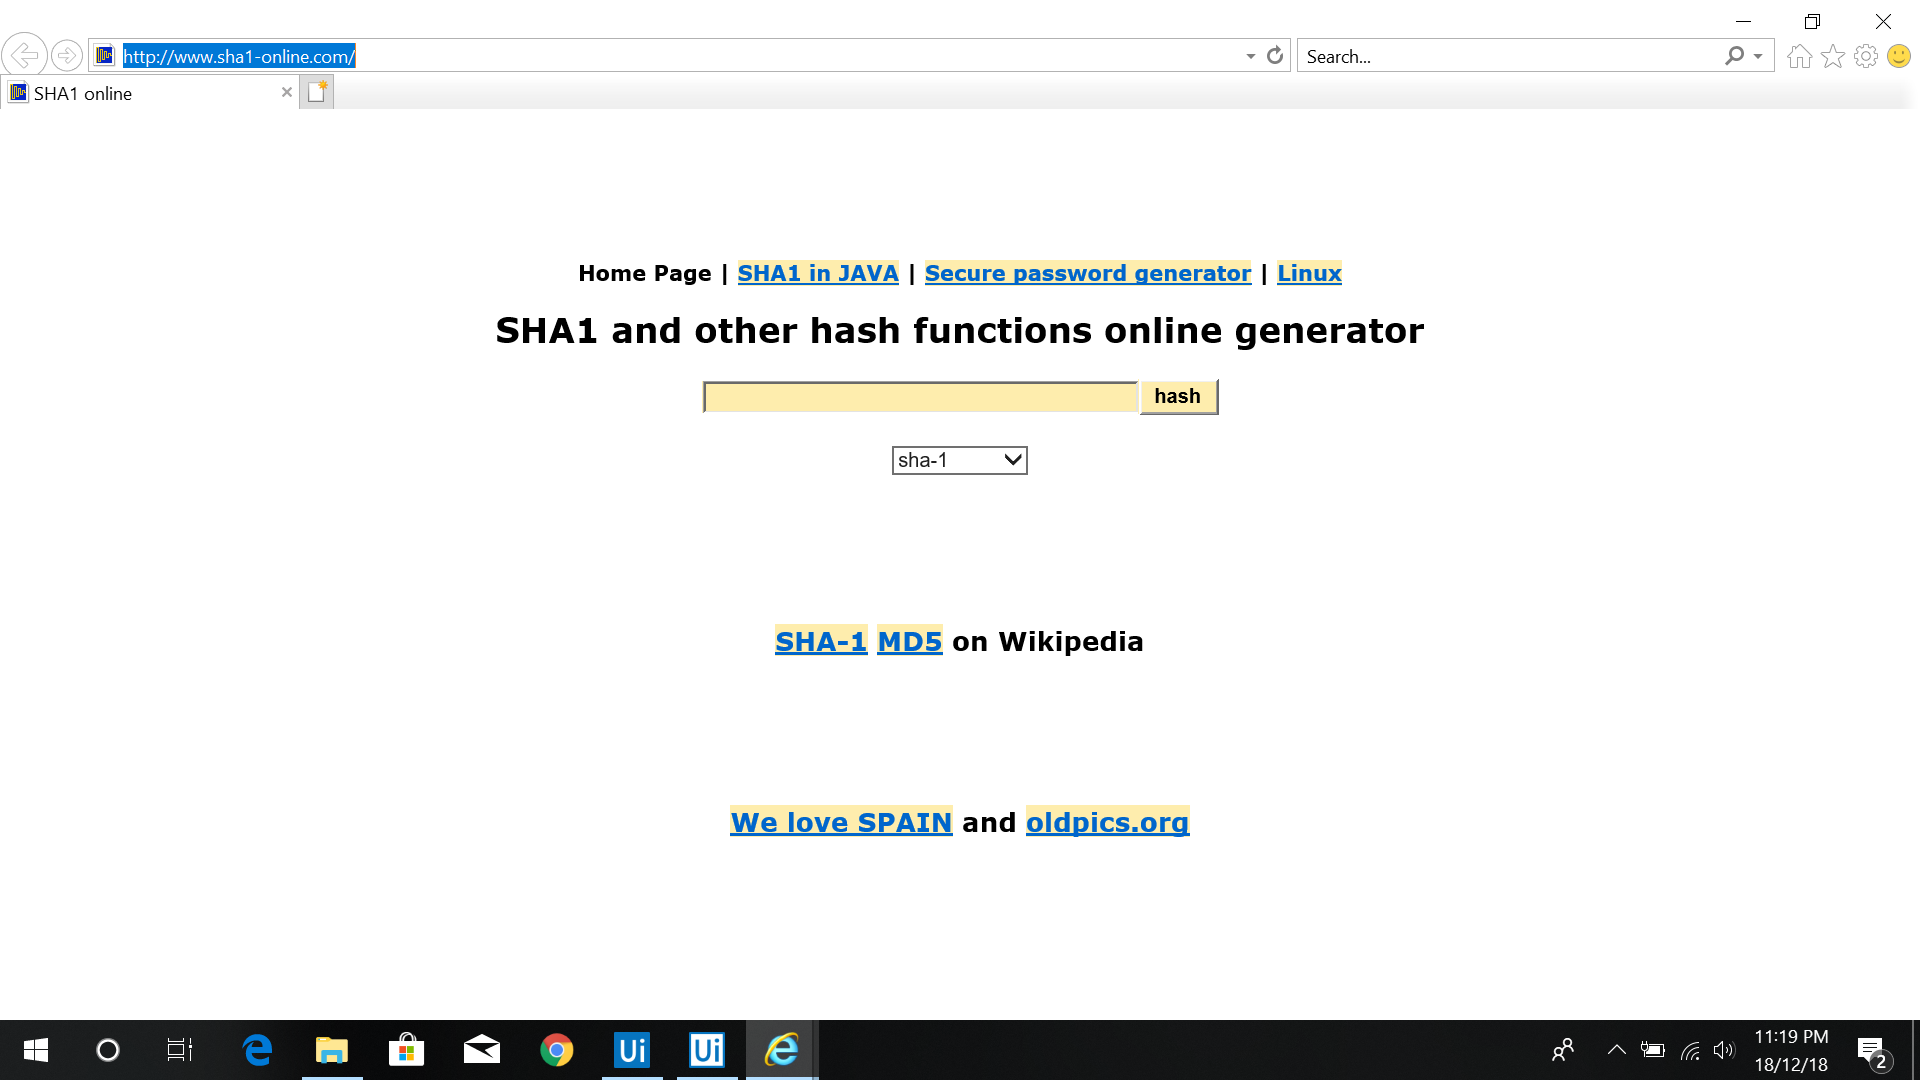 http://www.sha1-online.com/
Search...
SHA1 online
Home Page | SHA1 in JAVA | Secure password generator | Linux
SHA1 and other hash functions online generator
hash
sha-1
SHA-1 MD5 on Wikipedia
We love SPAIN and oldpics.org
Ui
Ui
11:19 PM
18/12/18
2